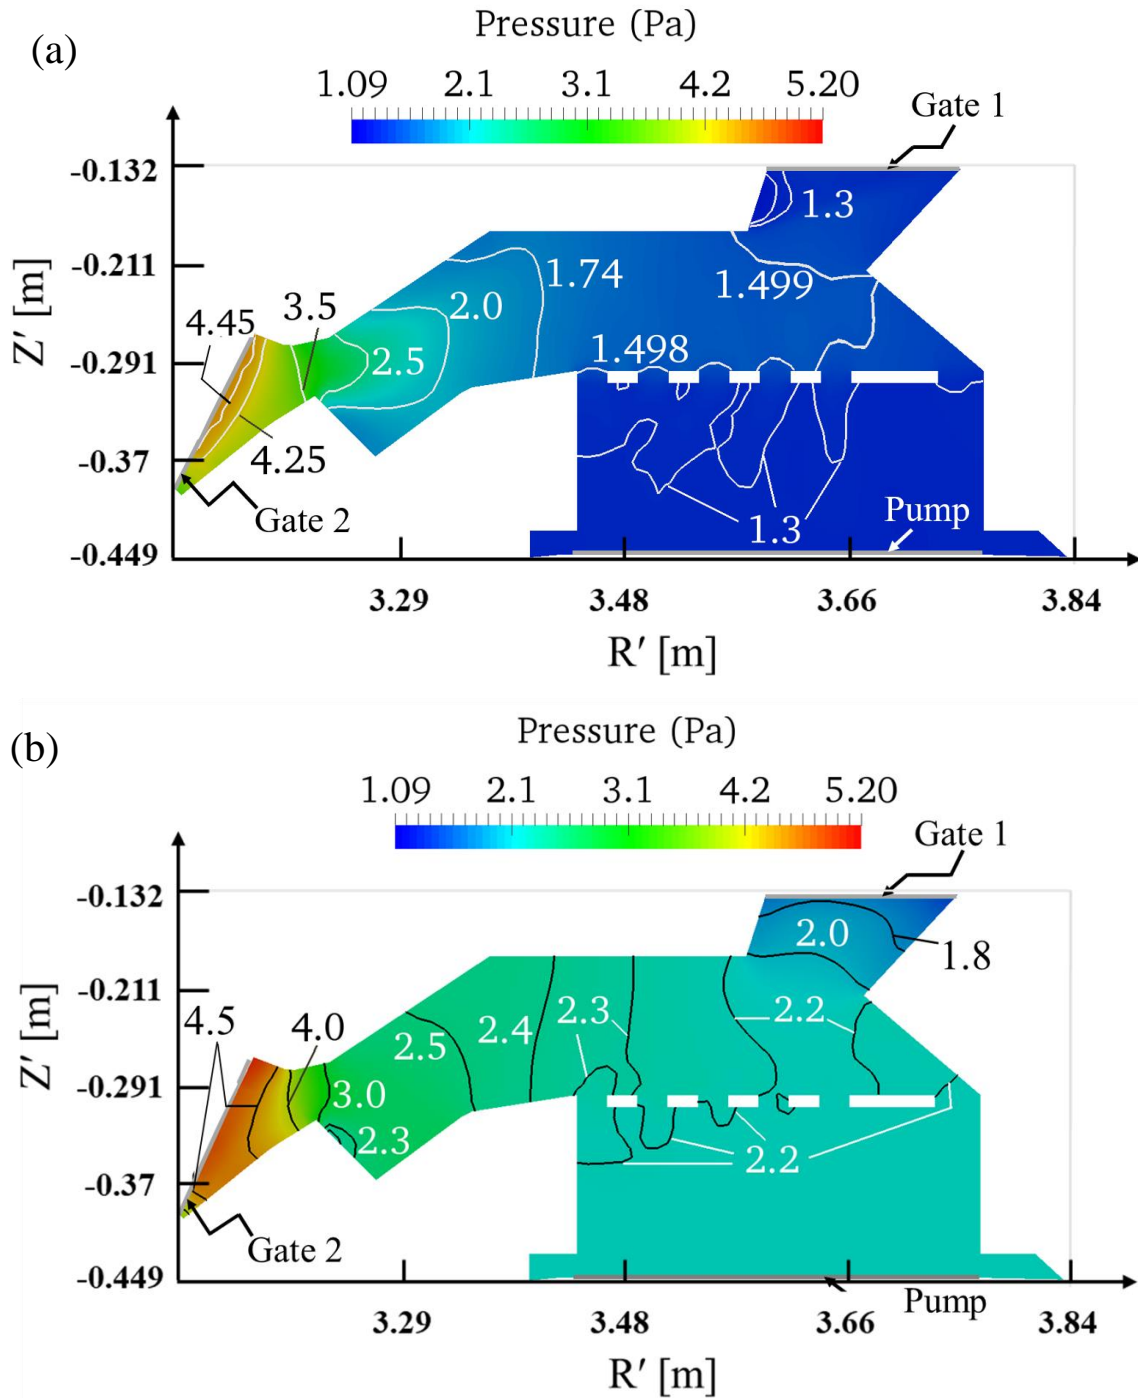 (a)
Pressure (Pa)
1.09 2.1 3.1 4.2 5.20
Gate 1
-0.132
1.3
-0.211
1.74
1.499
2.0
3.5
4.45
1.498
-0.291
2.5
4.25
-0.37
Gate 2
1.3
Pump
-0.449
3.29 3.48 3.66 3.84
Z′ [m]
R′ [m]
(b)
Pressure (Pa)
1.09 2.1 3.1 4.2 5.20
Gate 1
-0.132
2.0
1.8
-0.211
4.5
4.0
2.5
2.4
2.3
2.2
-0.291
3.0
2.3
2.2
-0.37
Gate 2
-0.449
Pump
3.29 3.48 3.66 3.84
Z′ [m]
R′ [m]